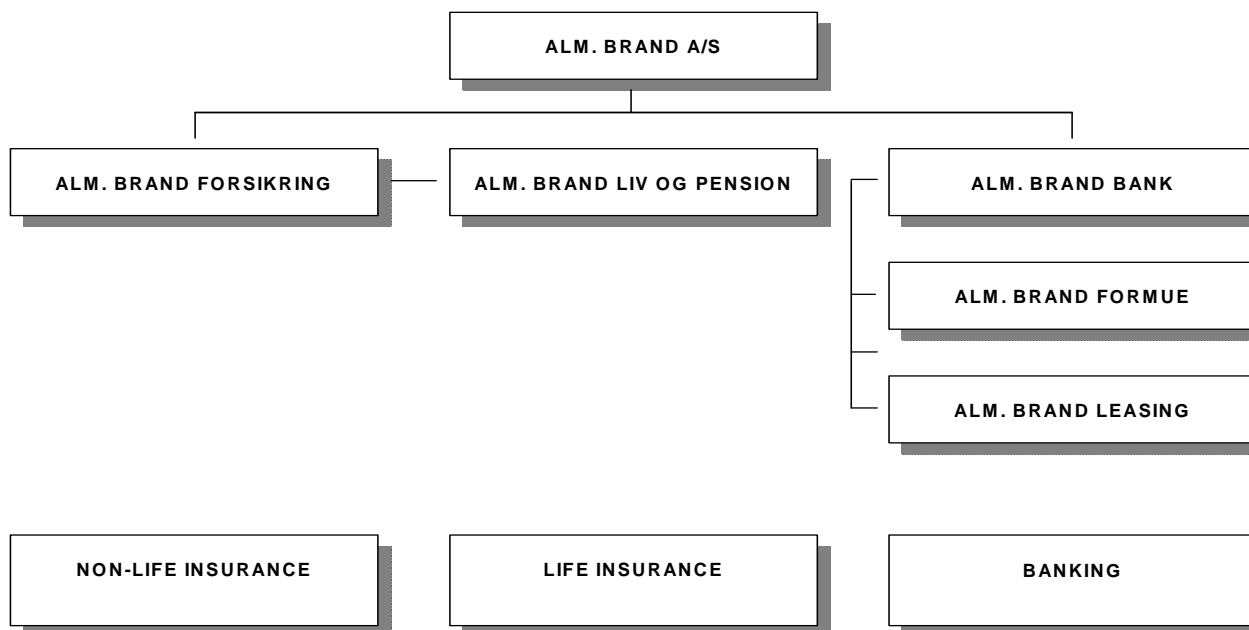 ALM. BRAND A/S
ALM. BRAND FORSIKRING
ALM. BRAND LIV OG PENSION
ALM. BRAND BANK
ALM. BRAND FORMUE
ALM. BRAND LEASING
NON-LIFE INSURANCE
LIFE INSURANCE
BANKING